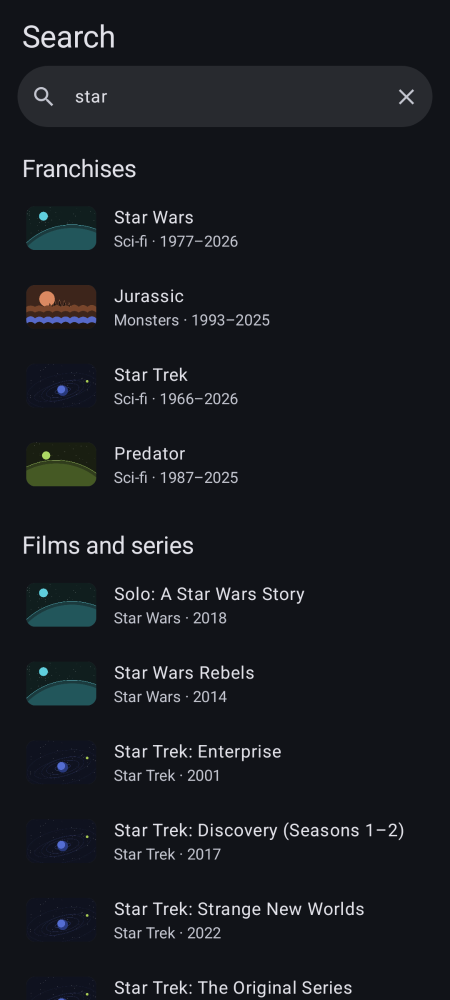 Search
star
Franchises
Star Wars
Sci-fi · 1977–2026
Jurassic
Monsters · 1993–2025
Star Trek
Sci-fi · 1966–2026
Predator
Sci-fi · 1987–2025
Films and series
Solo: A Star Wars Story
Star Wars · 2018
Star Wars Rebels
Star Wars · 2014
Star Trek: Enterprise
Star Trek · 2001
Star Trek: Discovery (Seasons 1–2)
Star Trek · 2017
Star Trek: Strange New Worlds
Star Trek · 2022
Star Trek: The Original Series